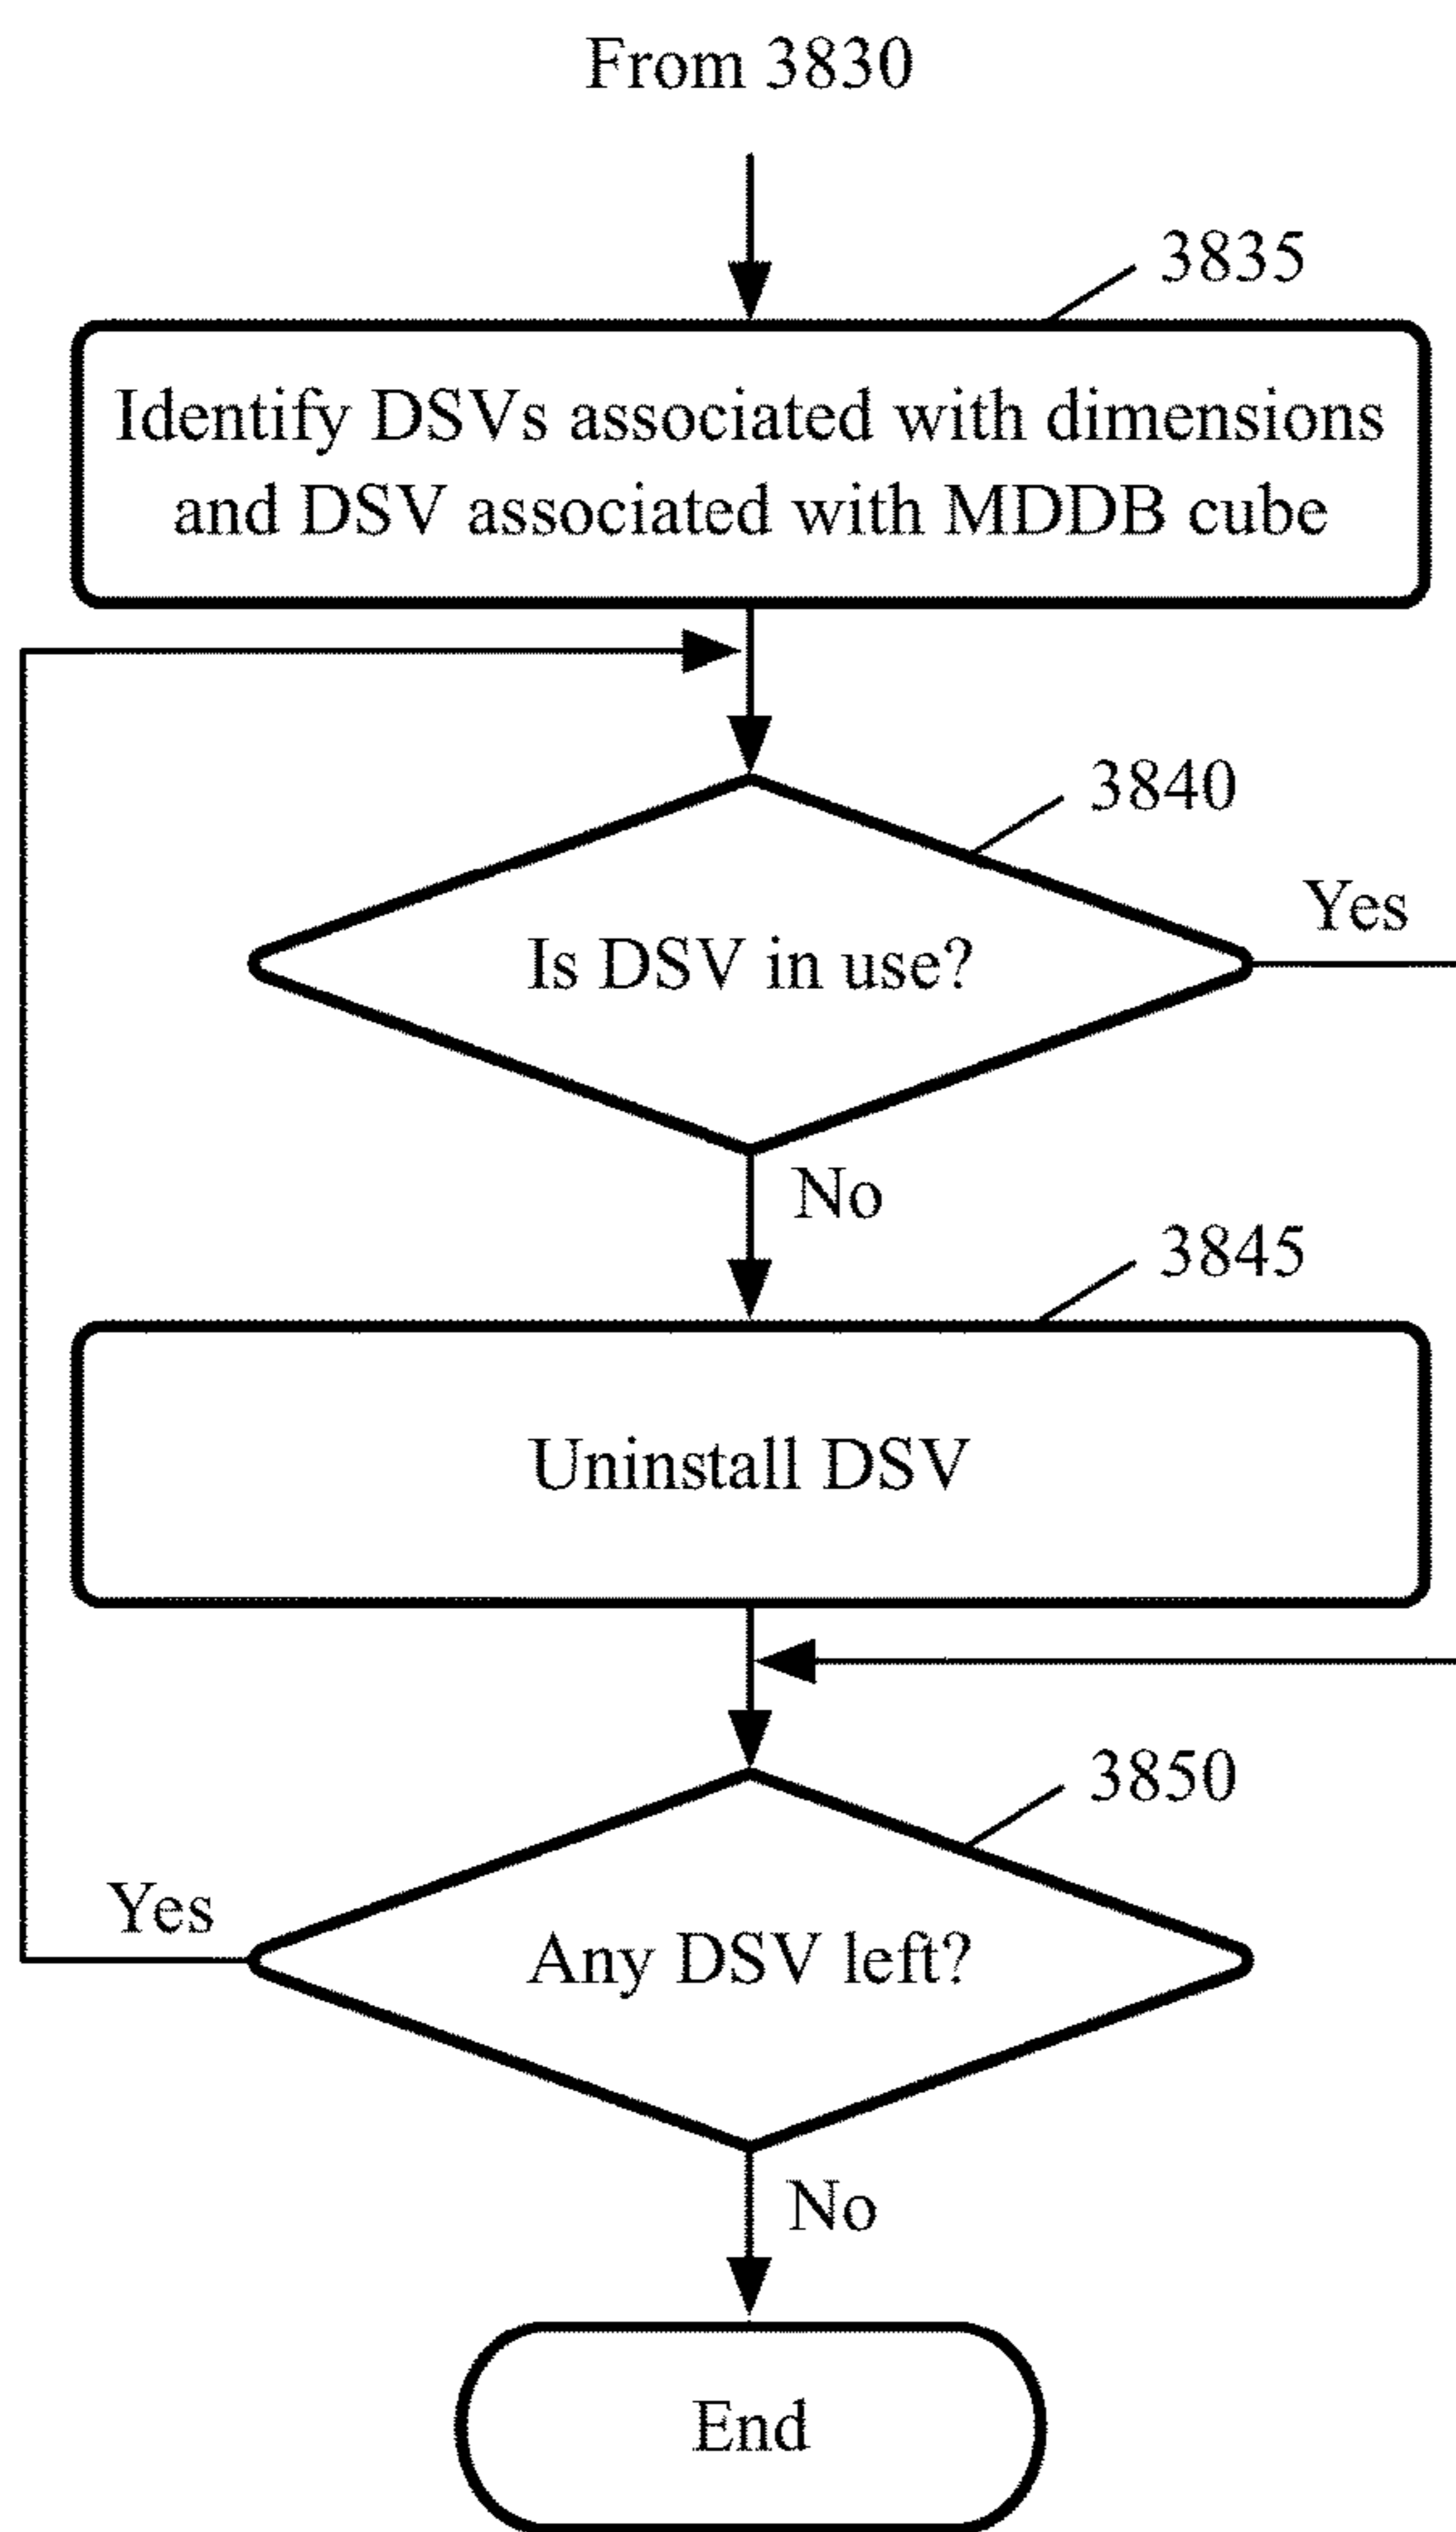 From 3830
3835
Identify DSVs associated with dimensions
and DSV associated with MDDB cube
3840
Yes
Is DSV in use?
No
3845
Uninstall DSV
3850
Yes
Any DSV left?
No
End